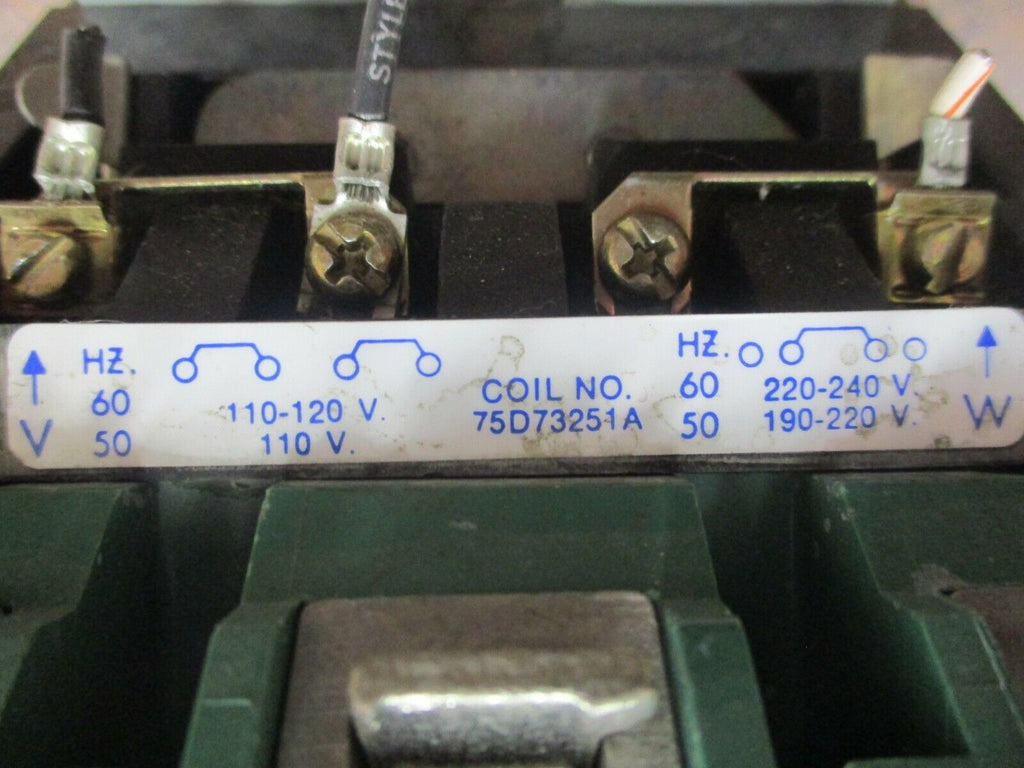 STYLE
↑
V
HZ.
60
50
110-120 V.
110 V.
COIL NO.
75D73251A
HZ.
60
50
220-240 V.
190-220 V.
↑
W